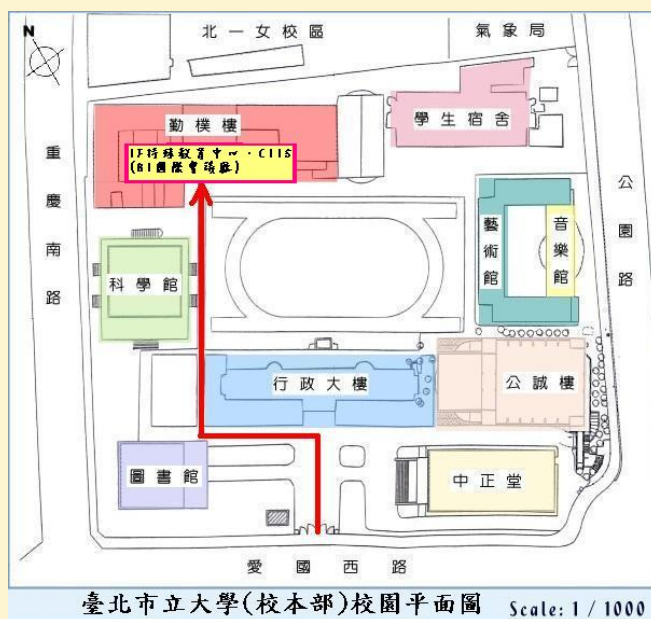 N
北一女校區
氣象局
勤樸樓
1F特殊教育中心、C115
(B1國際會議廳)
學生宿舍
重慶南路
公園路
科學館
藝術館
音樂館
行政大樓
公誠樓
圖書館
中正堂
愛國西路
臺北市立大學(校本部)校園平面圖 Scale: 1 / 1000